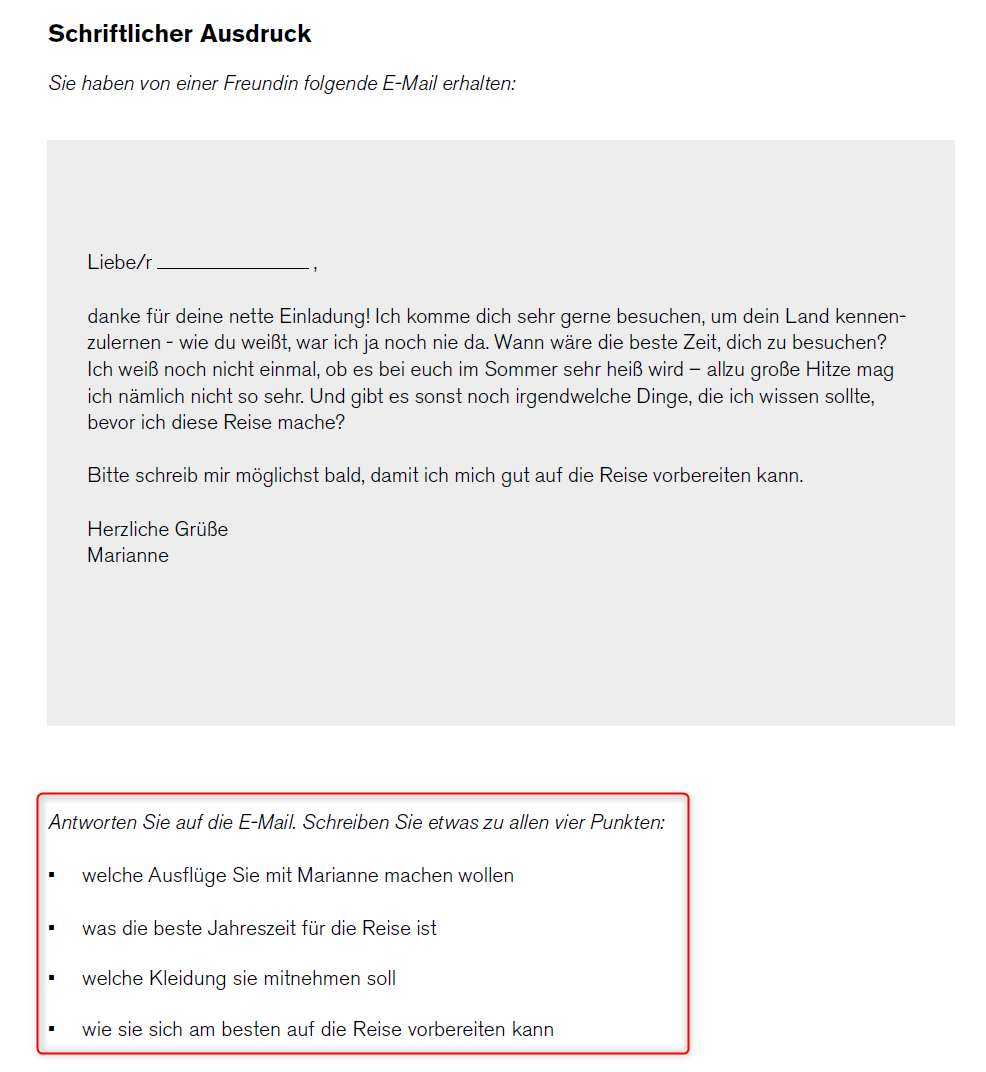 Schriftlicher Ausdruck
Sie haben von einer Freundin folgende E-Mail erhalten:
Liebe/r ____________ ,
danke für deine nette Einladung! Ich komme dich sehr gerne besuchen, um dein Land kennen-
zulernen - wie du weißt, war ich ja noch nie da. Wann wäre die beste Zeit, dich zu besuchen?
Ich weiß noch nicht einmal, ob es bei euch im Sommer sehr heiß wird – allzu große Hitze mag
ich nämlich nicht so sehr. Und gibt es sonst noch irgendwelche Dinge, die ich wissen sollte,
bevor ich diese Reise mache?
Bitte schreib mir möglichst bald, damit ich mich gut auf die Reise vorbereiten kann.
Herzliche Grüße
Marianne
Antworten Sie auf die E-Mail. Schreiben Sie etwas zu allen vier Punkten:
▪ welche Ausflüge Sie mit Marianne machen wollen
▪ was die beste Jahreszeit für die Reise ist
▪ welche Kleidung sie mitnehmen soll
▪ wie sie sich am besten auf die Reise vorbereiten kann